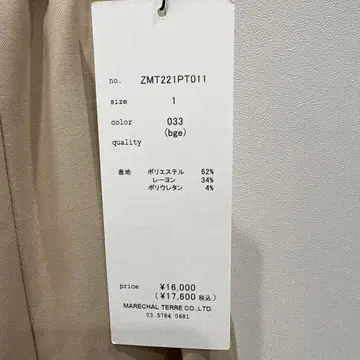 no. ZMT221PT011
size 1
color 033
(bge)
quality
表地 ポリエステル 62%
レーヨン 34%
ポリウレタン 4%
price ¥16,000
(¥17,600 税込)
MARECHAL TERRE CO.,LTD.
03 5784 0681